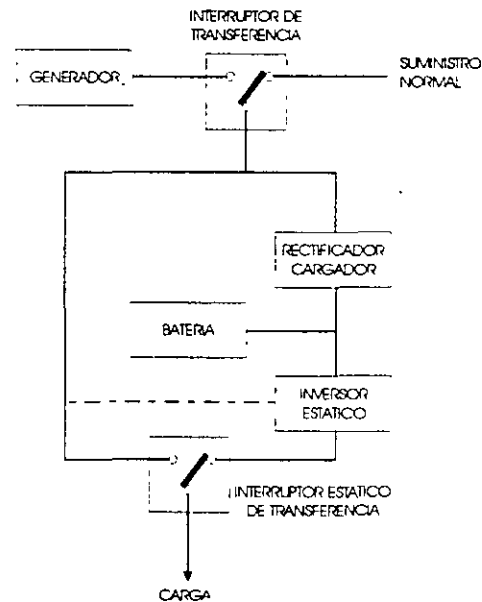 INTERRUPTOR DE
TRANSFERENCIA
GENERADOR
SUMINISTRO
NORMAL
RECTIFICADOR
CARGADOR
BATERIA
INVERSOR
ESTATICO
INTERRUPTOR ESTATICO
DE TRANSFERENCIA
CARGA